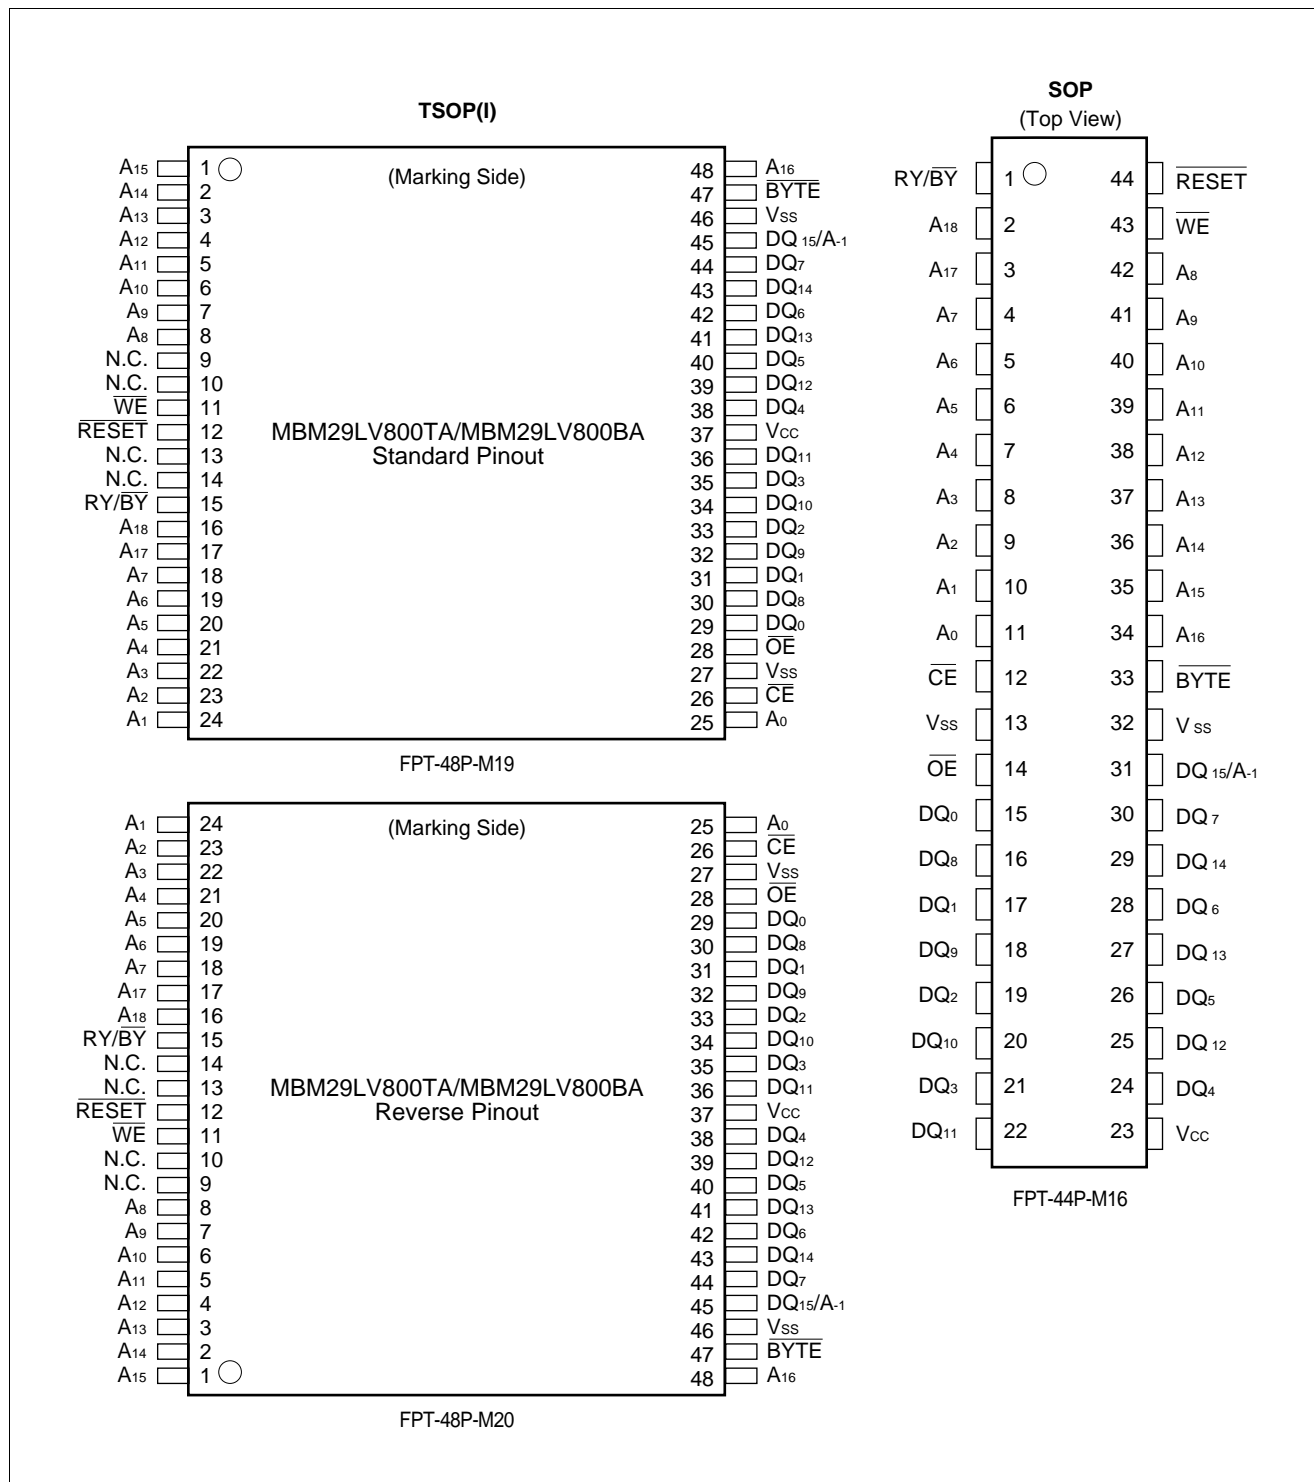 TSOP(I)
(Marking Side)
A15 1 48 A16
A14 2 47 BYTE
A13 3 46 VSS
A12 4 45 DQ 15/A-1
A11 5 44 DQ7
A10 6 43 DQ14
A9 7 42 DQ6
A8 8 41 DQ13
N.C. 9 40 DQ5
N.C. 10 39 DQ12
WE 11 38 DQ4
RESET 12 37 VCC
N.C. 13 36 DQ11
N.C. 14 35 DQ3
RY/BY 15 34 DQ10
A18 16 33 DQ2
A17 17 32 DQ9
A7 18 31 DQ1
A6 19 30 DQ8
A5 20 29 DQ0
A4 21 28 OE
A3 22 27 VSS
A2 23 26 CE
A1 24 25 A0
MBM29LV800TA/MBM29LV800BA
Standard Pinout
FPT-48P-M19
(Marking Side)
A1 24 25 A0
A2 23 26 CE
A3 22 27 VSS
A4 21 28 OE
A5 20 29 DQ0
A6 19 30 DQ8
A7 18 31 DQ1
A17 17 32 DQ9
A18 16 33 DQ2
RY/BY 15 34 DQ10
N.C. 14 35 DQ3
N.C. 13 36 DQ11
RESET 12 37 VCC
WE 11 38 DQ4
N.C. 10 39 DQ12
N.C. 9 40 DQ5
A8 8 41 DQ13
A9 7 42 DQ6
A10 6 43 DQ14
A11 5 44 DQ7
A12 4 45 DQ15/A-1
A13 3 46 VSS
A14 2 47 BYTE
A15 1 48 A16
MBM29LV800TA/MBM29LV800BA
Reverse Pinout
FPT-48P-M20
SOP
(Top View)
RY/BY 1 44 RESET
A18 2 43 WE
A17 3 42 A8
A7 4 41 A9
A6 5 40 A10
A5 6 39 A11
A4 7 38 A12
A3 8 37 A13
A2 9 36 A14
A1 10 35 A15
A0 11 34 A16
CE 12 33 BYTE
VSS 13 32 V SS
OE 14 31 DQ 15/A-1
DQ0 15 30 DQ 7
DQ8 16 29 DQ 14
DQ1 17 28 DQ 6
DQ9 18 27 DQ 13
DQ2 19 26 DQ5
DQ10 20 25 DQ 12
DQ3 21 24 DQ4
DQ11 22 23 VCC
FPT-44P-M16